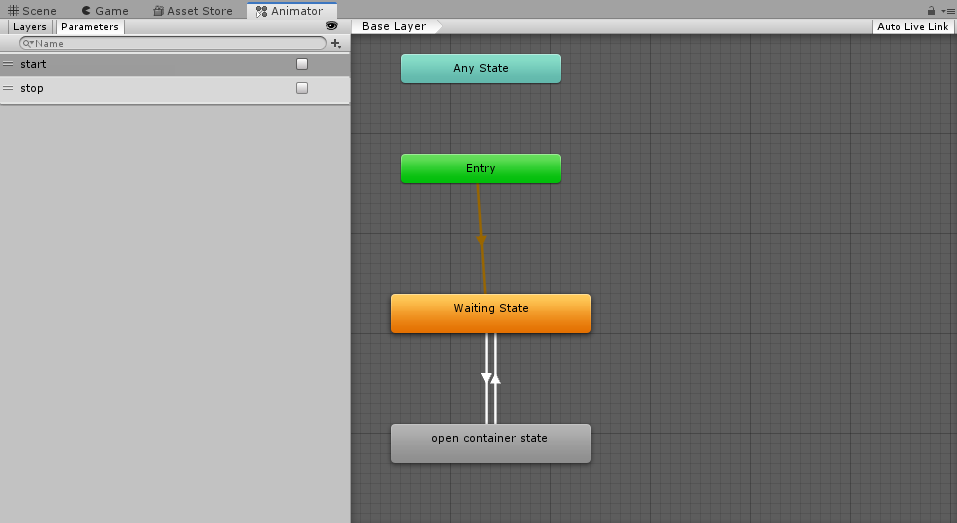 Scene Game Asset Store Animator
Layers Parameters
Base Layer
Auto Live Link
Name
start
stop
Any State
Entry
Waiting State
open container state